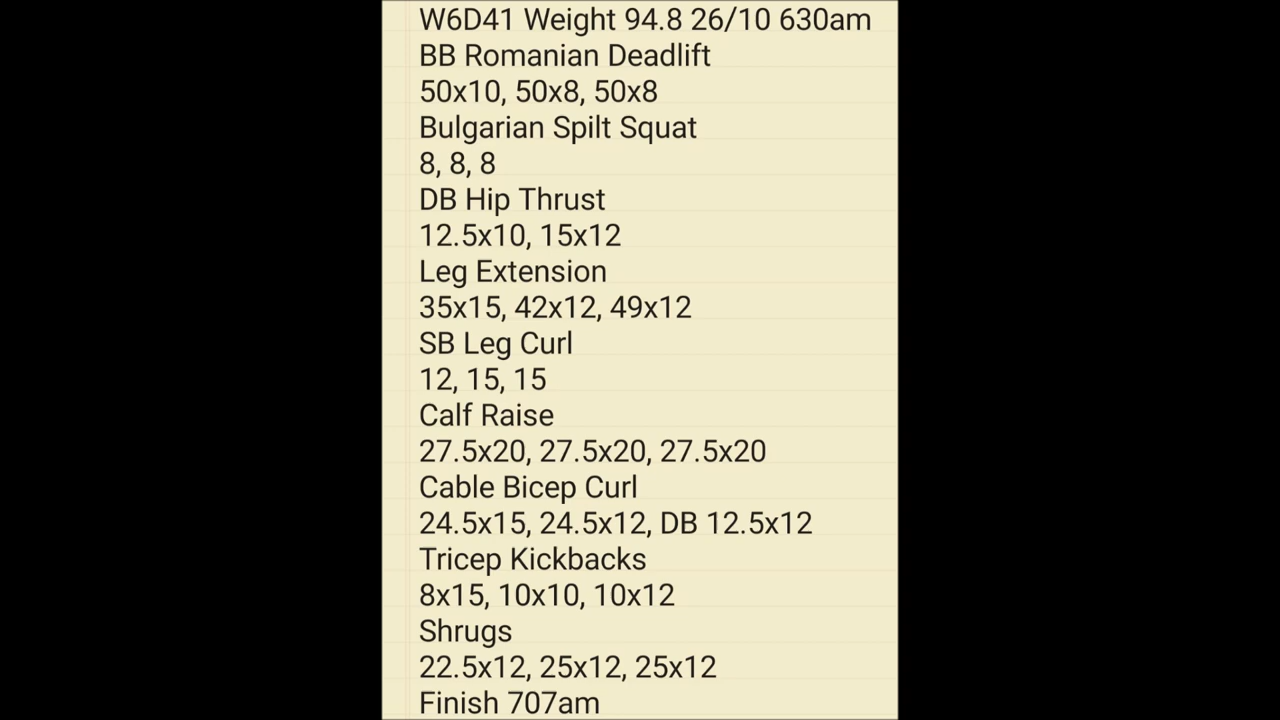 W6D41 Weight 94.8 26/10 630am
BB Romanian Deadlift
50x10, 50x8, 50x8
Bulgarian Spilt Squat
8, 8, 8
DB Hip Thrust
12.5x10, 15x12
Leg Extension
35x15, 42x12, 49x12
SB Leg Curl
12, 15, 15
Calf Raise
27.5x20, 27.5x20, 27.5x20
Cable Bicep Curl
24.5x15, 24.5x12, DB 12.5x12
Tricep Kickbacks
8x15, 10x10, 10x12
Shrugs
22.5x12, 25x12, 25x12
Finish 707am